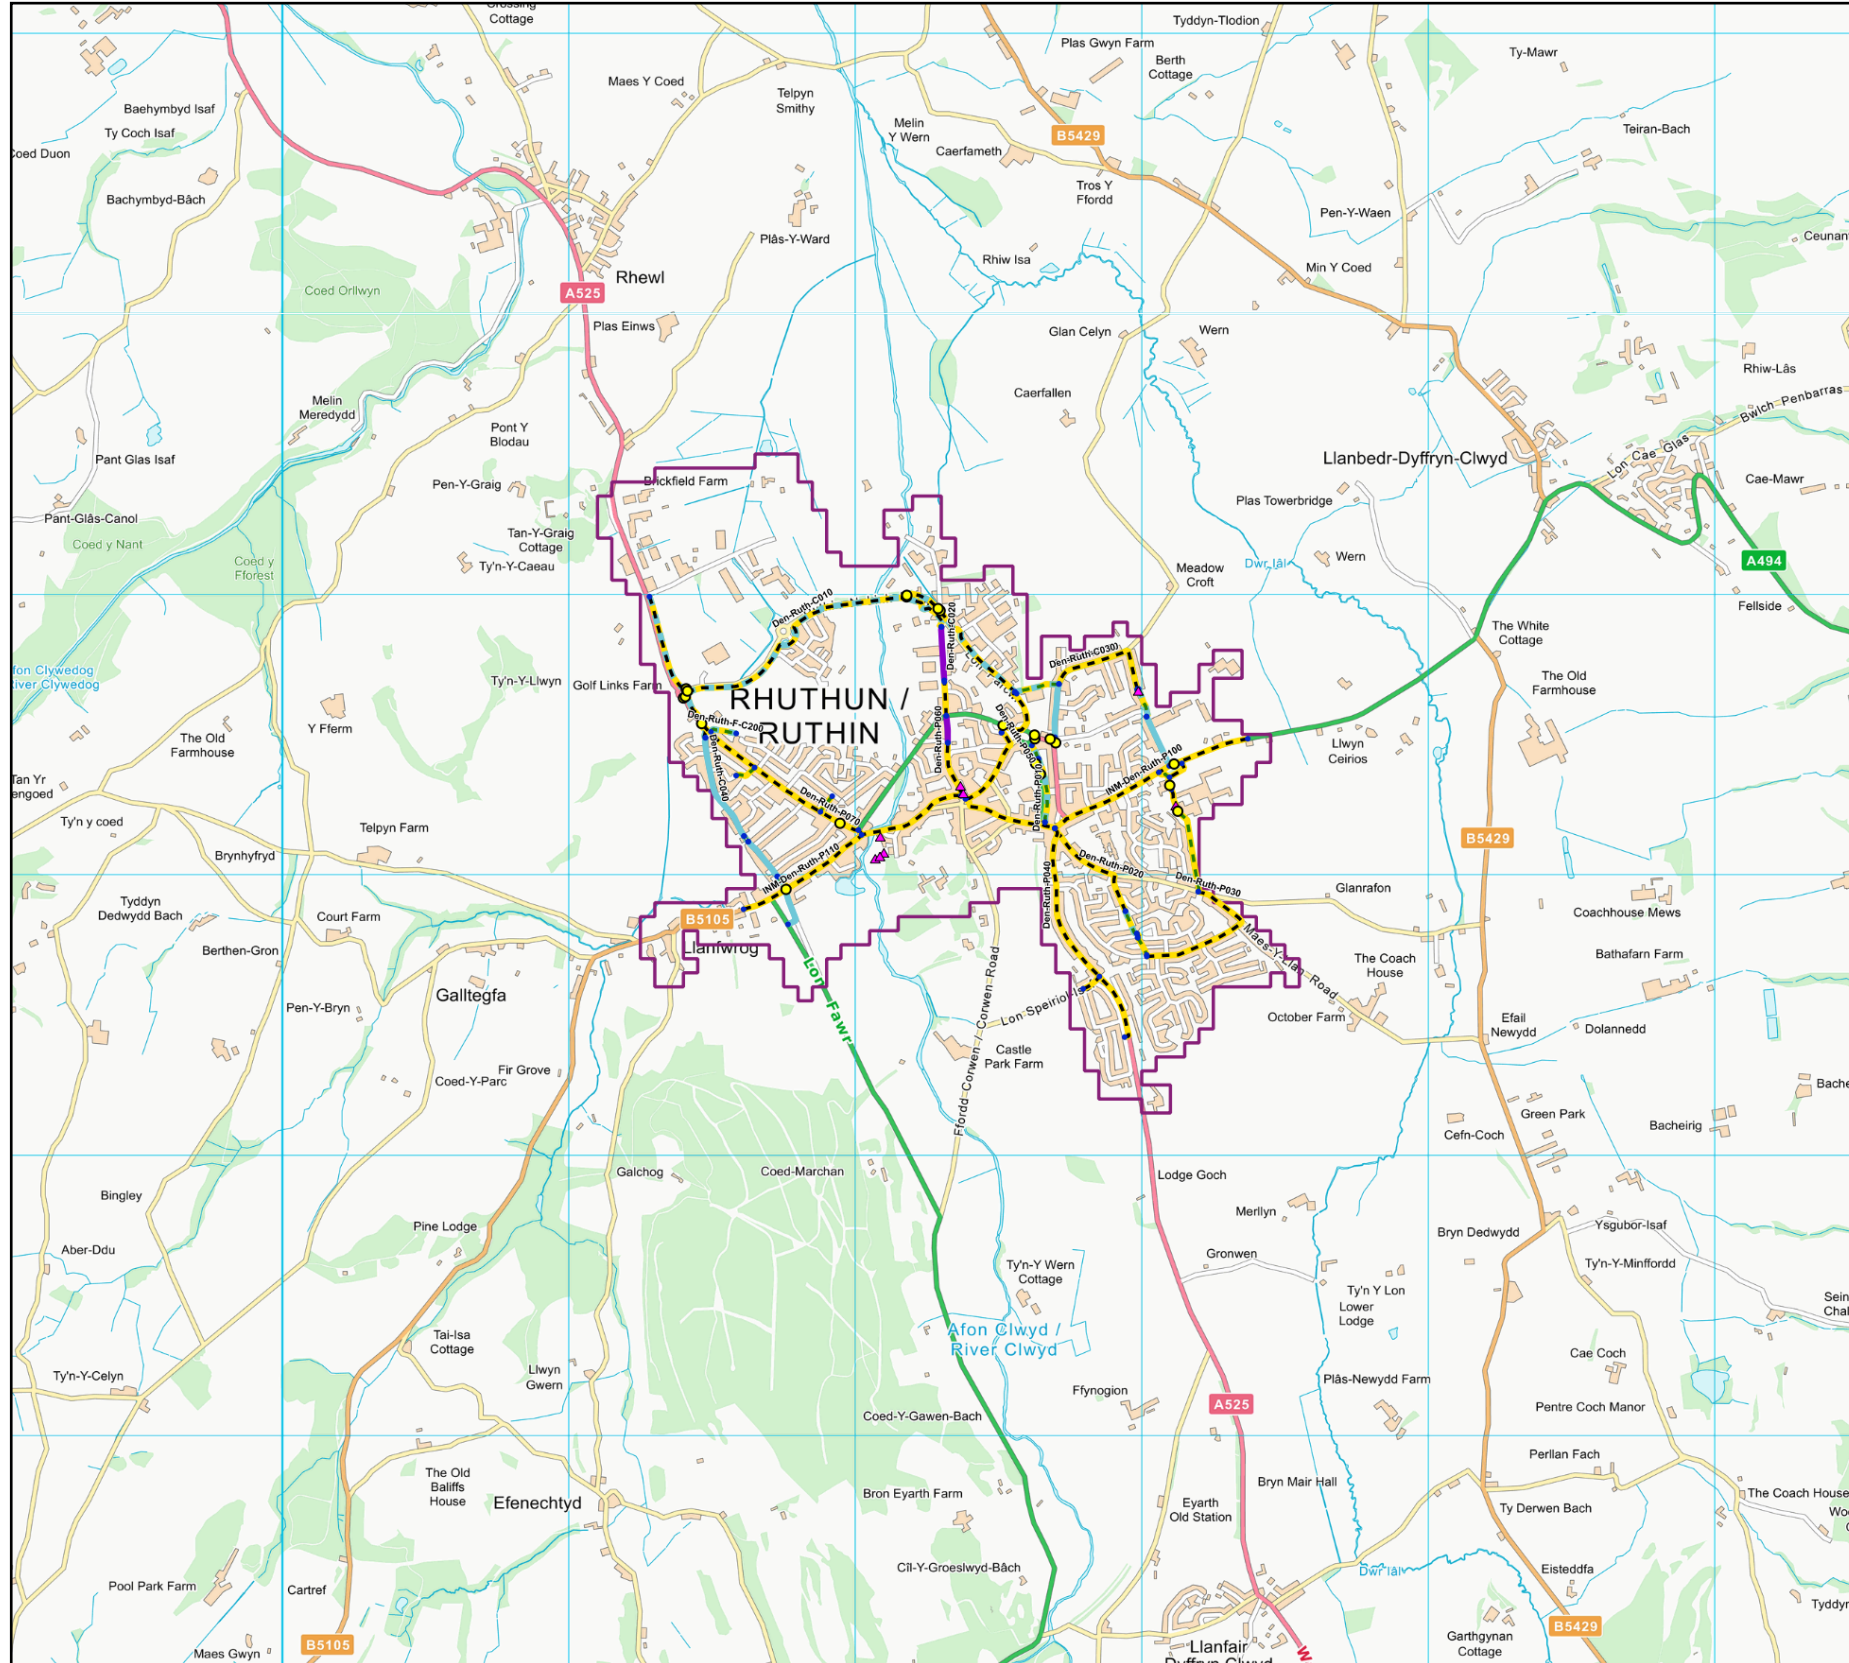 Cottage
Tyddyn-Tlodion
Plas Gwyn Farm
Ty-Mawr
Berth
Cottage
Maes Y Coed
Telpyn
Smithy
Baehymbyd Isaf
Melin
Y Wern
B5429
Teiran-Bach
Ty Coch Isaf
Caerfameth
Coed Duon
Tros Y
Ffordd
Bachymbyd-Bâch
Pen-Y-Waen
Plâs-Y-Ward
Rhiw Isa
Min Y Coed
Rhewl
Coed Orllwyn
A525
Plas Einws
Glan Celyn
Wern
Rhiw-Lâs
Caerfallen
Bwlch Penbarras
Melin
Meredydd
Pont Y
Blodau
Llanbedr-Dyffryn-Clwyd
Lon Cae Glas
Pant Glas Isaf
Pen-Y-Graig
Brickfield Farm
Cae-Mawr
Plas Towerbridge
Pant-Glâs-Canol
Coed y Nant
Tan-Y-Graig
Cottage
Coed y
Fforest
Ty'n-Y-Caeau
Wern
Dwr Iâl
A494
Meadow
Croft
Fellside
Den-Ruth-C010
Den-Ruth-C020
The White
Cottage
Den-Ruth-C030
Ty'n-Y-Llwyn
Golf Links Farm
RHUTHUN /
RUTHIN
The Old
Farmhouse
Y Fferm
Den-Ruth-F-C200
Den-Ruth-P060
Den-Ruth-P050
The Old
Farmhouse
Llwyn
Ceirios
Den-Ruth-C040
Den-Ruth-P010
INM-Den-Ruth-P100
Den-Ruth-P070
Ty'n y coed
Telpyn Farm
B5429
Brynhyfryd
INM-Den-Ruth-P110
Den-Ruth-P040
Den-Ruth-P020
Den-Ruth-P030
Glanrafon
Tyddyn
Dedwydd Bach
Court Farm
B5105
Coachhouse Mews
Berthen-Gron
Llanfwrog
Maes-Y-Llan Road
Bathafarn Farm
The Coach
House
Galltegfa
Lon Fawr
Pen-Y-Bryn
Lon Speiriol-Is
October Farm
Efail
Newydd
Dolannedd
Ffordd Corwen / Corwen Road
Castle
Park Farm
Fir Grove
Coed-Y-Parc
Green Park
Cefn-Coch
Bacheirig
Galchog
Coed-Marchan
Lodge Goch
Bingley
Merllyn
Pine Lodge
Bryn Dedwydd
Ysgubor-Isaf
Aber-Ddu
Gronwen
Ty'n-Y Wern
Cottage
Ty'n-Y-Minffordd
Ty'n Y Lon
Lower
Lodge
Tai-Isa
Cottage
Afon Clwyd /
River Clwyd
Cae Coch
Ty'n-Y-Celyn
Llwyn
Gwern
Ffynogion
Plâs-Newydd Farm
A525
Pentre Coch Manor
Coed-Y-Gawen-Bach
Perllan Fach
The Old
Baliffs
House
Bryn Mair Hall
Efenechtyd
Bron Eyarth Farm
Eyarth
Old Station
Ty Derwen Bach
The Coach House
Cîl-Y-Groeslwyd-Bâch
Dwr Iâl
Eisteddfa
Pool Park Farm
Cartref
B5105
B5429
Maes Gwyn
Llanfair
Garthgynan
Cottage